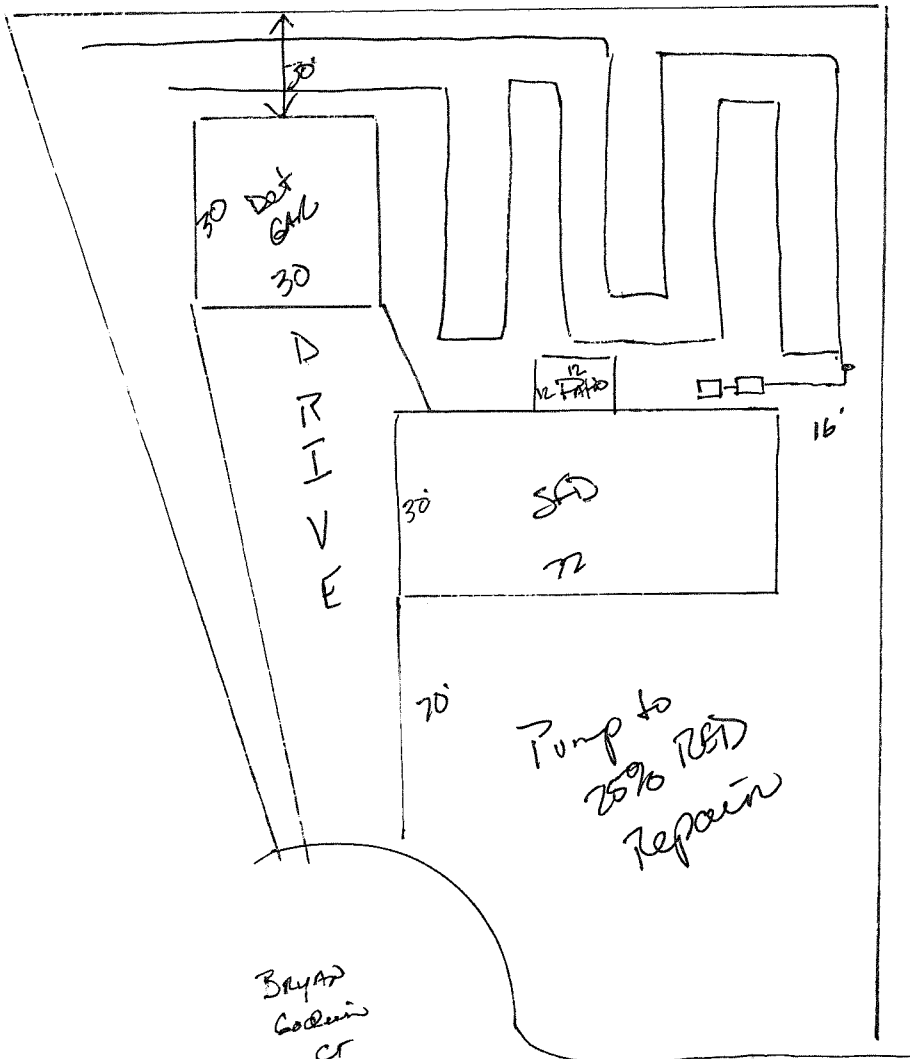 30'
30 Det
GAR
30
D
R
I
V
E
12
12 Patio
16'
30'
SFD
72
70'
Pump to
25% RED
Repair
BRYAN
CT